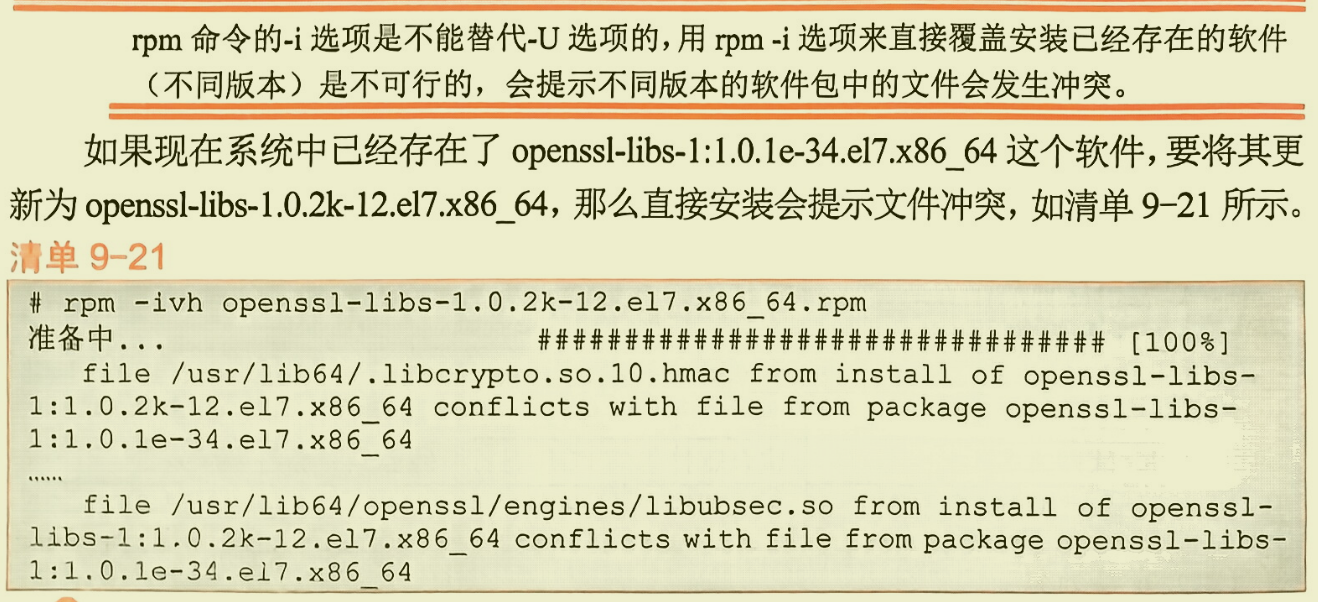 rpm 命令的-i 选项是不能替代-U 选项的，用 rpm -i 选项来直接覆盖安装已经存在的软件
（不同版本）是不可行的，会提示不同版本的软件包中的文件会发生冲突。
如果现在系统中已经存在了 openssl-libs-1:1.0.1e-34.el7.x86_64 这个软件，要将其更
新为 openssl-libs-1.0.2k-12.el7.x86_64，那么直接安装会提示文件冲突，如清单 9-21 所示。
清单 9-21
# rpm -ivh openssl-libs-1.0.2k-12.el7.x86_64.rpm
准备中... ################################# [100%]
file /usr/lib64/.libcrypto.so.10.hmac from install of openssl-libs-
1:1.0.2k-12.el7.x86_64 conflicts with file from package openssl-libs-
1:1.0.1e-34.el7.x86_64
……
file /usr/lib64/openssl/engines/libubsec.so from install of openssl-
libs-1:1.0.2k-12.el7.x86_64 conflicts with file from package openssl-libs-
1:1.0.1e-34.el7.x86_64